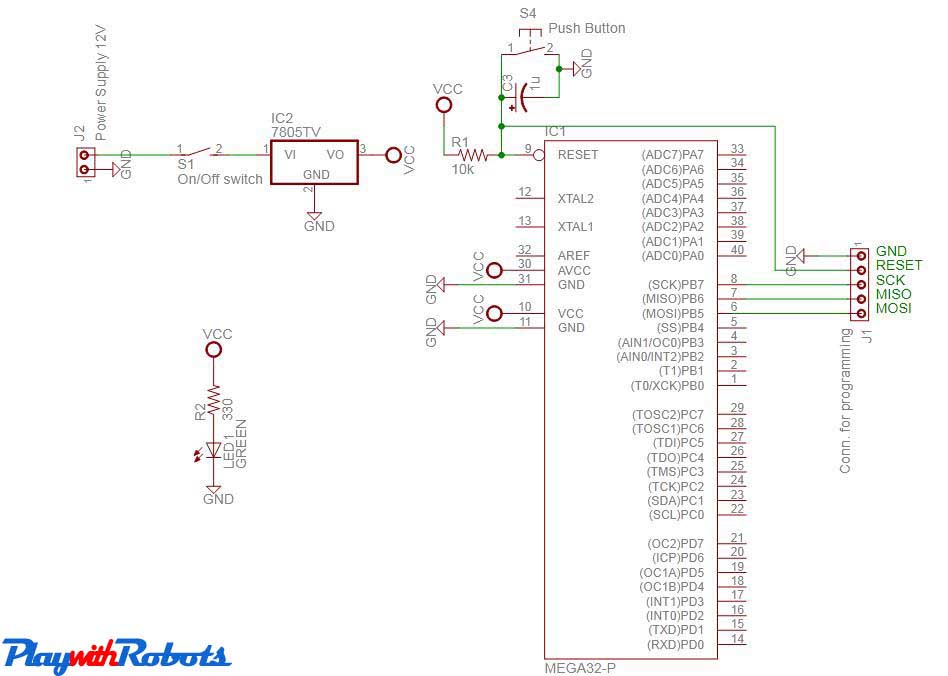 S4
Push Button
1 2
GND
C3
1u
Power Supply 12V
J2
1
GND
1 2
S1
On/Off switch
IC2
7805TV
1 VI VO 3
GND
2
GND
VCC
VCC
R1
10k
IC1
9 RESET
12 XTAL2
13 XTAL1
32 AREF
30 AVCC
31 GND
10 VCC
11 GND
VCC
GND
VCC
GND
(ADC7)PA7 33
(ADC6)PA6 34
(ADC5)PA5 35
(ADC4)PA4 36
(ADC3)PA3 37
(ADC2)PA2 38
(ADC1)PA1 39
(ADC0)PA0 40
(SCK)PB7 8
(MISO)PB6 7
(MOSI)PB5 6
(SS)PB4 5
(AIN1/OC0)PB3 4
(AIN0/INT2)PB2 3
(T1)PB1 2
(T0/XCK)PB0 1
(TOSC2)PC7 29
(TOSC1)PC6 28
(TDI)PC5 27
(TDO)PC4 26
(TMS)PC3 25
(TCK)PC2 24
(SDA)PC1 23
(SCL)PC0 22
(OC2)PD7 21
(ICP)PD6 20
(OC1A)PD5 19
(OC1B)PD4 18
(INT1)PD3 17
(INT0)PD2 16
(TXD)PD1 15
(RXD)PD0 14
MEGA32-P
GND
1
GND
RESET
SCK
MISO
MOSI
J1
Conn. for programming
VCC
R2
330
LED1
GREEN
GND
PlaywithRobots